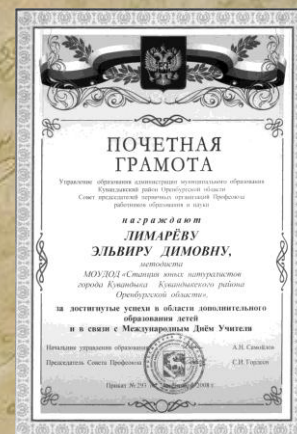 ПОЧЕТНАЯ
ГРАМОТА
Управление образования администрации муниципального образования
Кувандыкский район Оренбургской области
Совет председателей первичных организаций Профсоюза
работников образования и науки
награждают
ЛИМАРЁВУ
ЭЛЬВИРУ ДИМОВНУ,
методиста
МОУДОД «Станция юных натуралистов
города Кувандыка Кувандыкского района
Оренбургской области»,
за достигнутые успехи в области дополнительного
образования детей
и в связи с Международным Днём Учителя
Начальник управления образования А.Н. Самойлов
Председатель Совета Профсоюза С.И. Гордеев
Приказ № 293 2008 г.